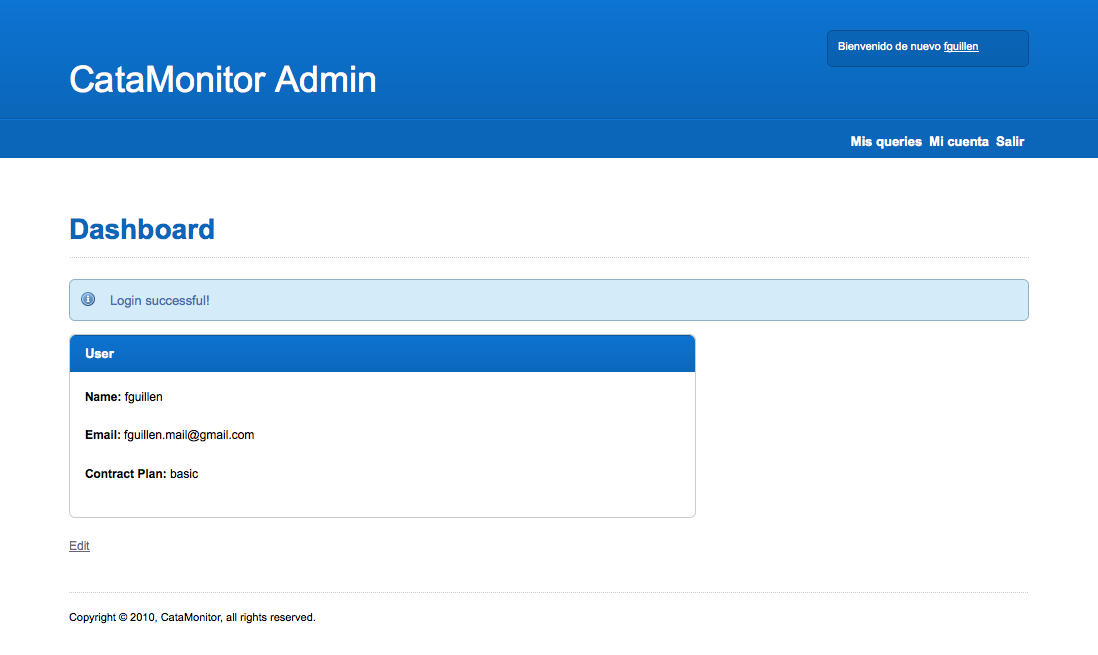 Bienvenido de nuevo fguillen
CataMonitor Admin
Mis queries Mi cuenta Salir
Dashboard
Login successful!
User
Name: fguillen
Email: fguillen.mail@gmail.com
Contract Plan: basic
Edit
Copyright © 2010, CataMonitor, all rights reserved.